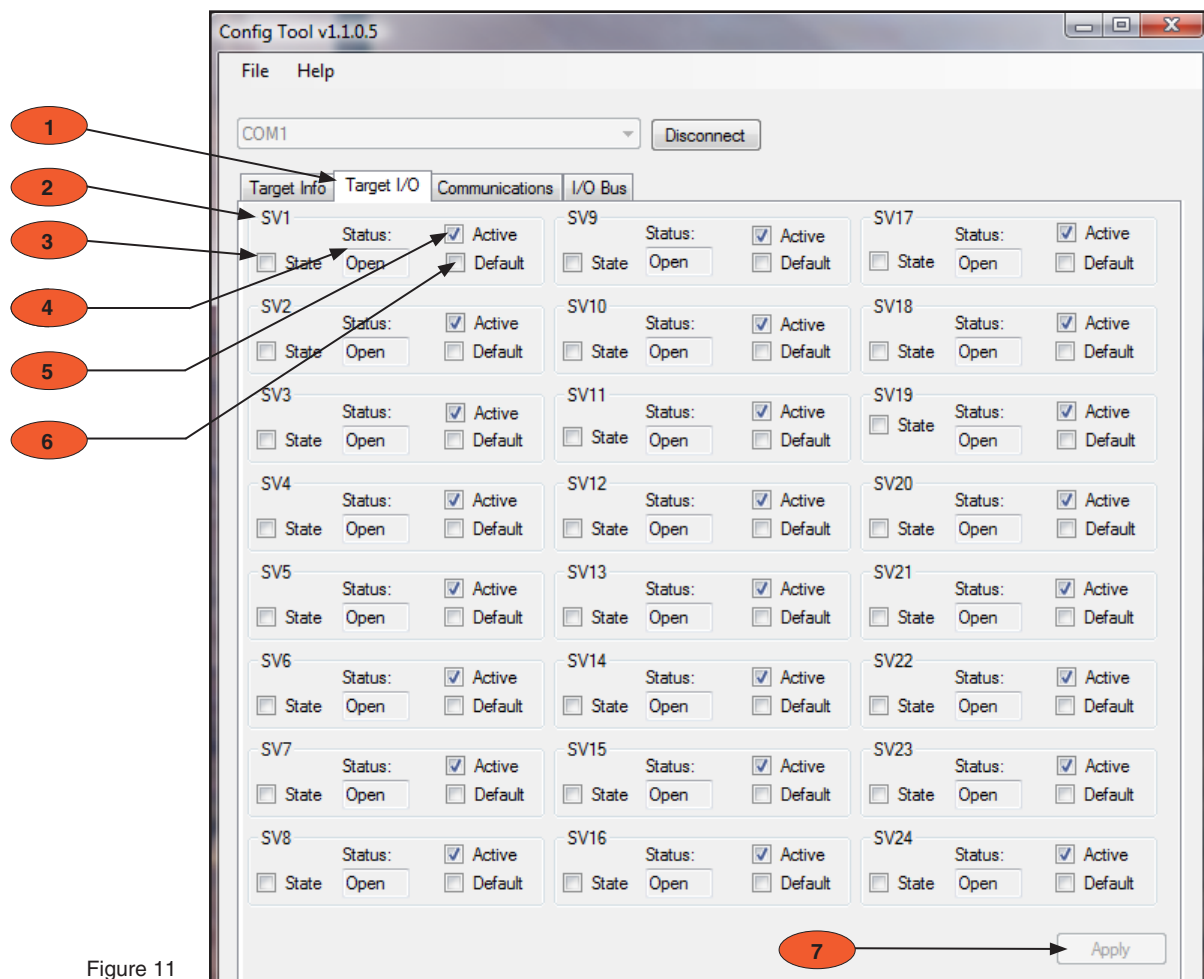 Config Tool v1.1.0.5
File Help
COM1 Disconnect
Target Info Target I/O Communications I/O Bus
1
2
3
4
5
6
7
SV1
Status: Active
State Open Default
SV2
Status: Active
State Open Default
SV3
Status: Active
State Open Default
SV4
Status: Active
State Open Default
SV5
Status: Active
State Open Default
SV6
Status: Active
State Open Default
SV7
Status: Active
State Open Default
SV8
Status: Active
State Open Default
SV9
Status: Active
State Open Default
SV10
Status: Active
State Open Default
SV11
Status: Active
State Open Default
SV12
Status: Active
State Open Default
SV13
Status: Active
State Open Default
SV14
Status: Active
State Open Default
SV15
Status: Active
State Open Default
SV16
Status: Active
State Open Default
SV17
Status: Active
State Open Default
SV18
Status: Active
State Open Default
SV19
Status: Active
State Open Default
SV20
Status: Active
State Open Default
SV21
Status: Active
State Open Default
SV22
Status: Active
State Open Default
SV23
Status: Active
State Open Default
SV24
Status: Active
State Open Default
Apply
Figure 11